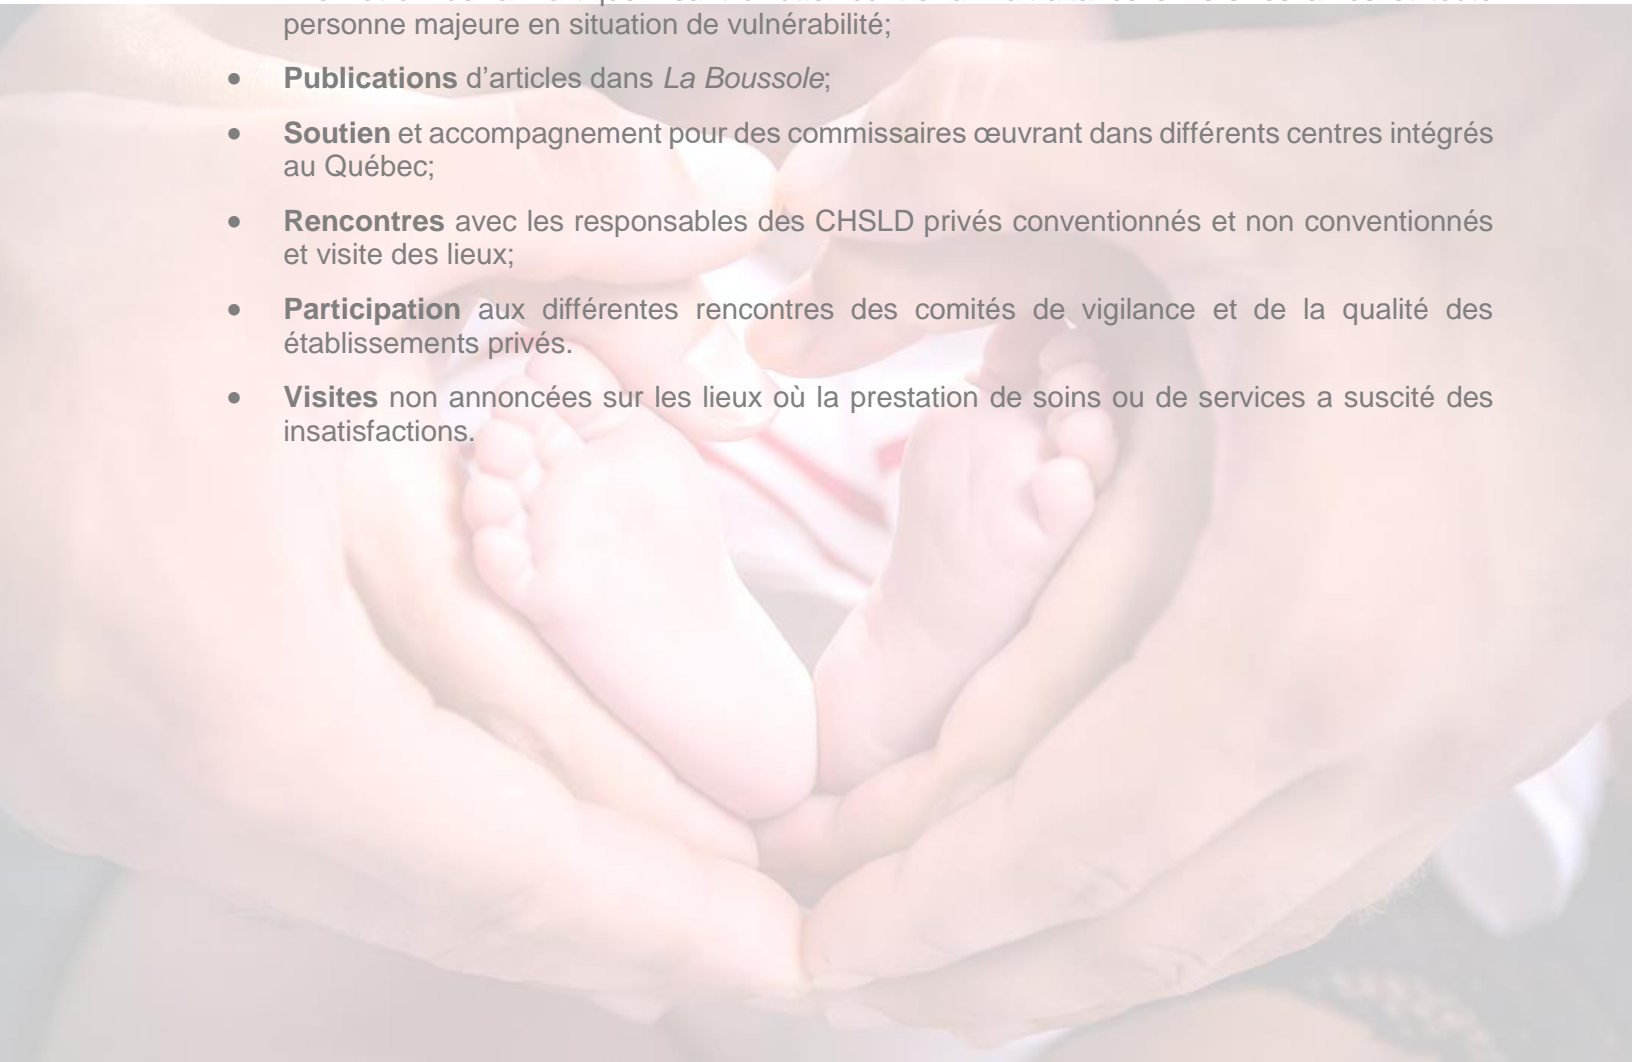 personne majeure en situation de vulnérabilité;
• Publications d'articles dans La Boussole;
• Soutien et accompagnement pour des commissaires œuvrant dans différents centres intégrés
au Québec;
• Rencontres avec les responsables des CHSLD privés conventionnés et non conventionnés
et visite des lieux;
• Participation aux différentes rencontres des comités de vigilance et de la qualité des
établissements privés.
• Visites non annoncées sur les lieux où la prestation de soins ou de services a suscité des
insatisfactions.